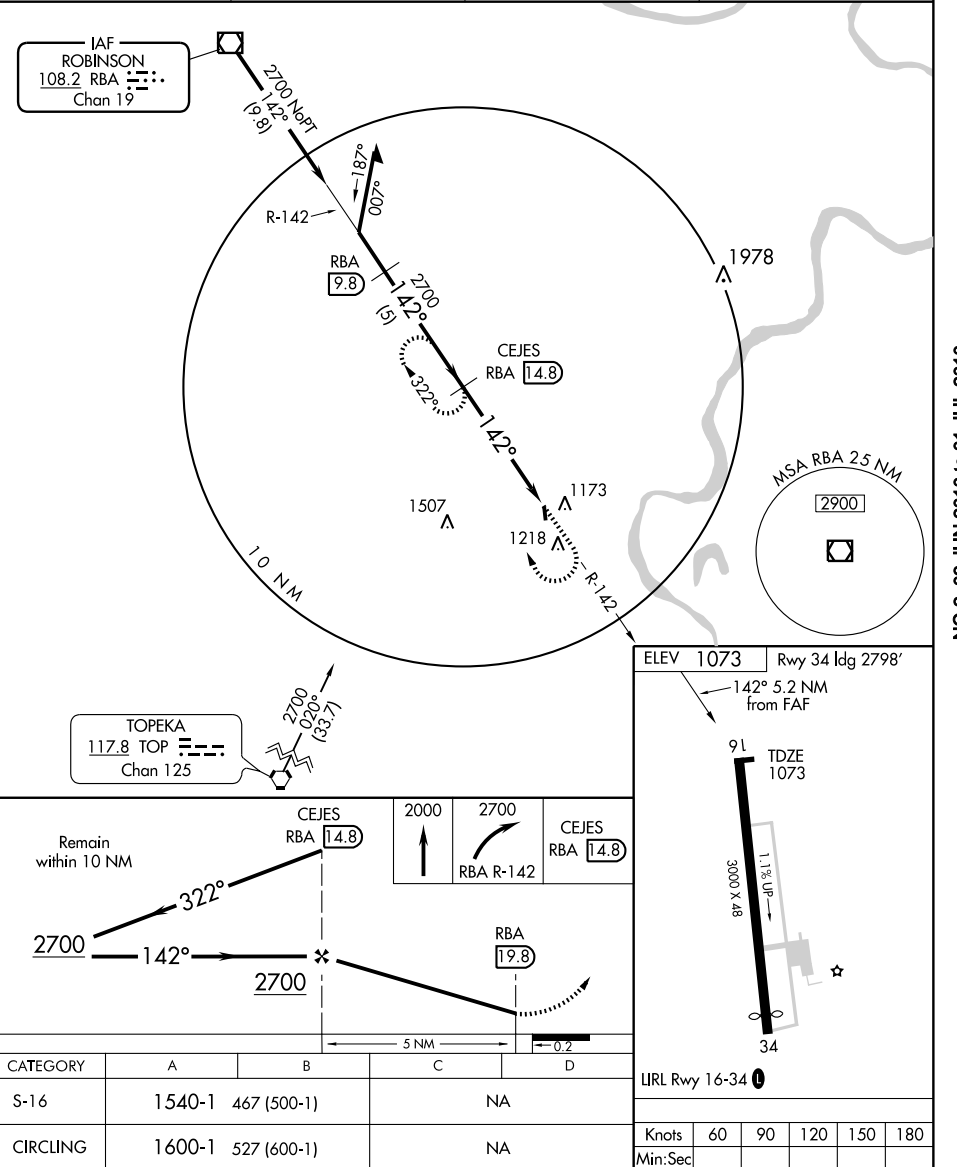 IAF
ROBINSON
108.2 RBA
Chan 19
2700 NoPT
142°
(9.8)
187°
007°
R-142
RBA
9.8
2700
142°
(5)
1978
CEJES
RBA 14.8
322°
142°
1507
1173
1218
R-142
10 NM
MSA RBA 25 NM
2900
2700
020°
(33.7)
TOPEKA
117.8 TOP
Chan 125
ELEV 1073 Rwy 34 ldg 2798'
142° 5.2 NM
from FAF
16
TDZE
1073
1.1% UP
3000 X 48
34
LIRL Rwy 16-34 L
Remain
within 10 NM
CEJES
RBA 14.8
2000
2700
RBA R-142
CEJES
RBA 14.8
322°
2700
142°
2700
RBA
19.8
5 NM
0.2
CATEGORY A B C D
S-16 1540-1 467 (500-1) NA
CIRCLING 1600-1 527 (600-1) NA
Knots 60 90 120 150 180
Min:Sec